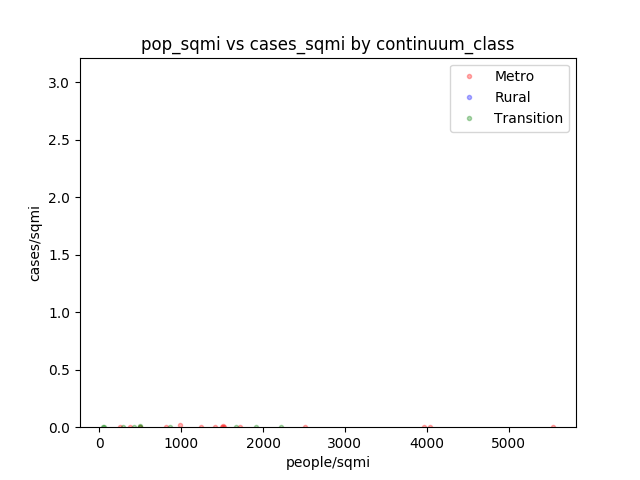 pop_sqmi vs cases_sqmi by continuum_class
Metro
Rural
Transition
3.0
2.5
2.0
1.5
1.0
0.5
0.0
cases/sqmi
0 1000 2000 3000 4000 5000
people/sqmi